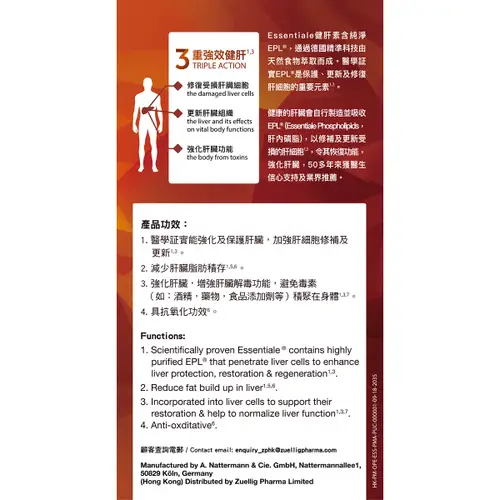 3 重強效健肝1,3
TRIPLE ACTION
修復受損肝臟細胞
the damaged liver cells
更新肝臟組織
the liver and its effects
on vital body functions
強化肝臟功能
the body from toxins
Essentiale健肝素含純淨
EPL®，通過德國精準科技由
天然食物萃取而成。醫學証
實EPL®是保護、更新及修復
肝細胞的重要元素1,3。
健康的肝臟會自行製造並吸收
EPL® (Essentiale Phospholipids，
肝內磷脂)，以修補及更新受
損的肝細胞2，令其恢復功能，
強化肝臟，50多年來獲醫生
信心支持及業界推薦。
產品功效：
1. 醫學証實能強化及保護肝臟，加強肝細胞修補及
更新1,3。
2. 減少肝臟脂肪積存1,5,6。
3. 強化肝臟，增強肝臟解毒功能，避免毒素
（如：酒精，藥物，食品添加劑等）積聚在身體1,3,7。
4. 具抗氧化功效6。
Functions:
1. Scientifically proven Essentiale® contains highly
purified EPL® that penetrate liver cells to enhance
liver protection, restoration & regeneration1,3.
2. Reduce fat build up in liver1,5,6.
3. Incorporated into liver cells to support their
restoration & help to normalize liver function1,3,7.
4. Anti-oxditative6.
顧客查詢電郵 / Contact email: enquiry_zphk@zuelligpharma.com
Manufactured by A. Nattermann & Cie. GmbH, Nattermannallee1,
50829 Köln, Germany
(Hong Kong) Distributed by Zuellig Pharma Limited
HK-PM-OPE-ESS-PMA-PUC-00001-09-18-2035